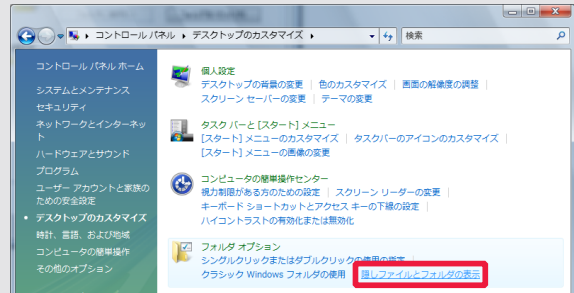 コントロール パネル ▸ デスクトップのカスタマイズ ▸
検索
コントロール パネル ホーム
システムとメンテナンス
セキュリティ
ネットワークとインターネッ
ト
ハードウェアとサウンド
プログラム
ユーザー アカウントと家族の
ための安全設定
デスクトップのカスタマイズ
時計、言語、および地域
コンピュータの簡単操作
その他のオプション
個人設定
デスクトップの背景の変更 | 色のカスタマイズ | 画面の解像度の調整 |
スクリーン セーバーの変更 | テーマの変更
タスク バーと [スタート] メニュー
[スタート] メニューのカスタマイズ | タスクバーのアイコンのカスタマイズ |
[スタート] メニューの画像の変更
コンピュータの簡単操作センター
視力制限がある方のための設定 | スクリーン リーダーの変更 |
キーボード ショートカットとアクセス キーの下線の設定 |
ハイコントラストの有効化または無効化
フォルダ オプション
シングルクリックまたはダブルクリックの使用の指定
クラシック Windows フォルダの使用 隠しファイルとフォルダの表示